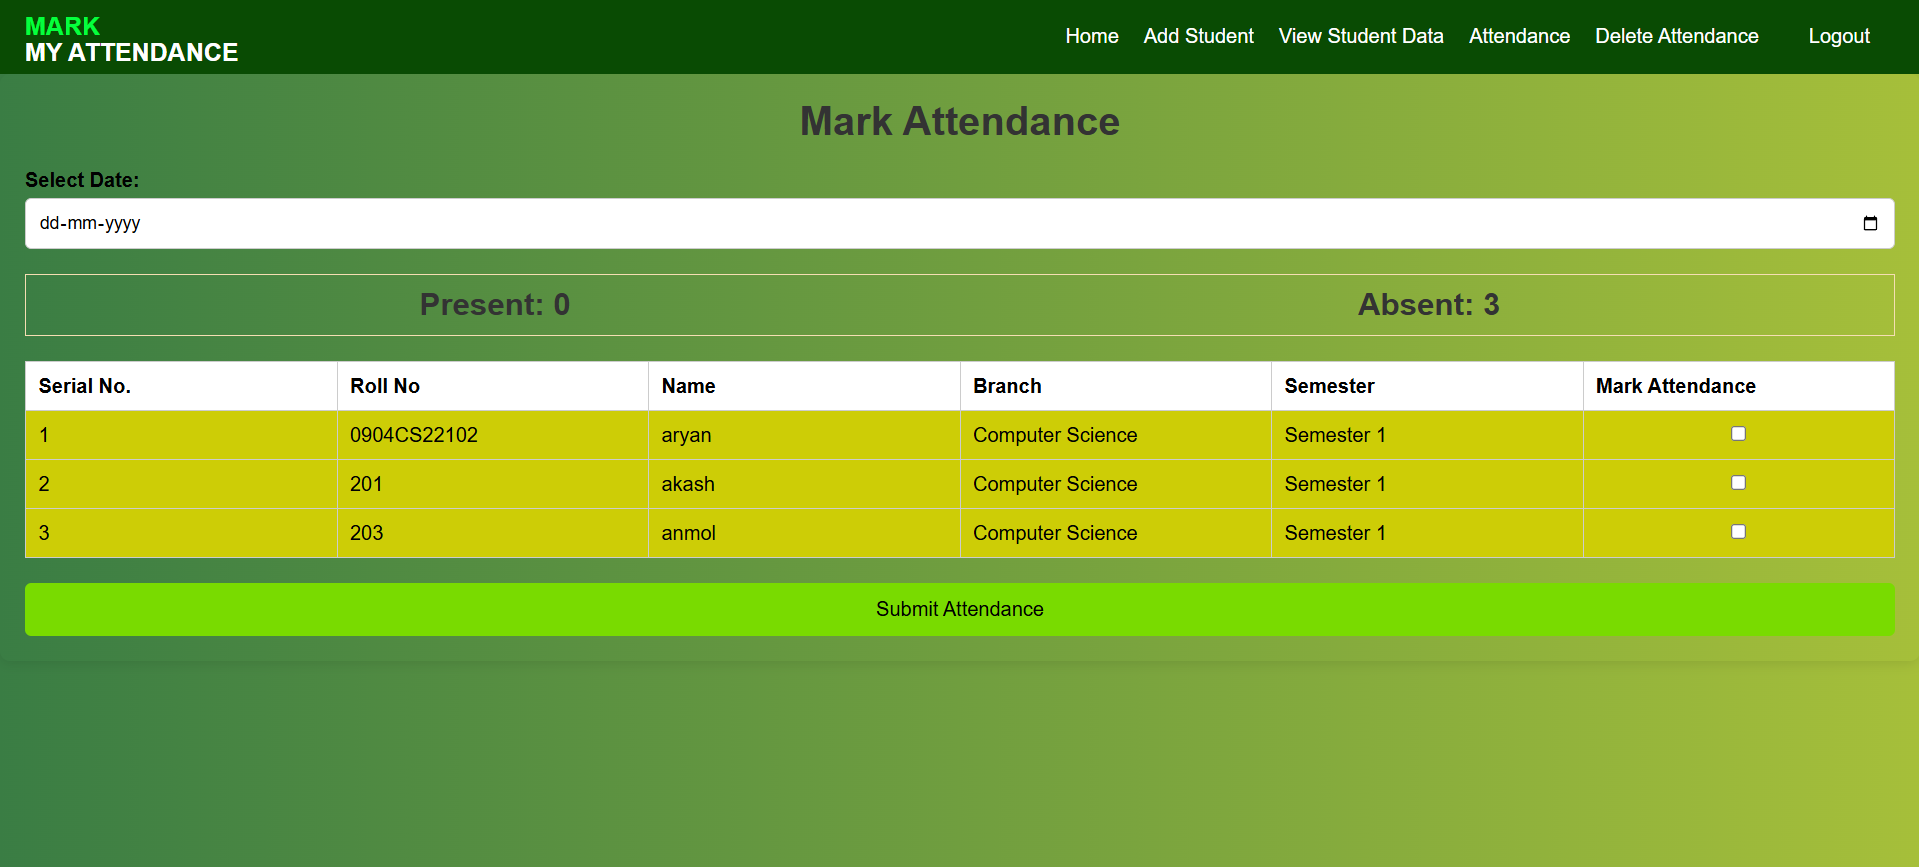 MARK
MY ATTENDANCE
Home Add Student View Student Data Attendance Delete Attendance Logout
Mark Attendance
Select Date:
dd-mm-yyyy
Present: 0 Absent: 3
Serial No. Roll No Name Branch Semester Mark Attendance
1 0904CS22102 aryan Computer Science Semester 1
2 201 akash Computer Science Semester 1
3 203 anmol Computer Science Semester 1
Submit Attendance